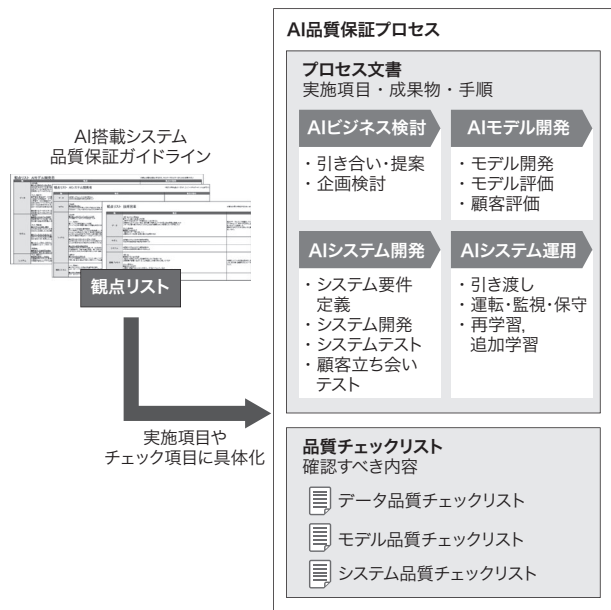 AI搭載システム
品質保証ガイドライン
観点リスト
実施項目や
チェック項目に具体化
AI品質保証プロセス
プロセス文書
実施項目・成果物・手順
AIビジネス検討
・引き合い・提案
・企画検討
AIモデル開発
・モデル開発
・モデル評価
・顧客評価
AIシステム開発
・システム要件
定義
・システム開発
・システムテスト
・顧客立ち会い
テスト
AIシステム運用
・引き渡し
・運転・監視・保守
・再学習,
追加学習
品質チェックリスト
確認すべき内容
データ品質チェックリスト
モデル品質チェックリスト
システム品質チェックリスト